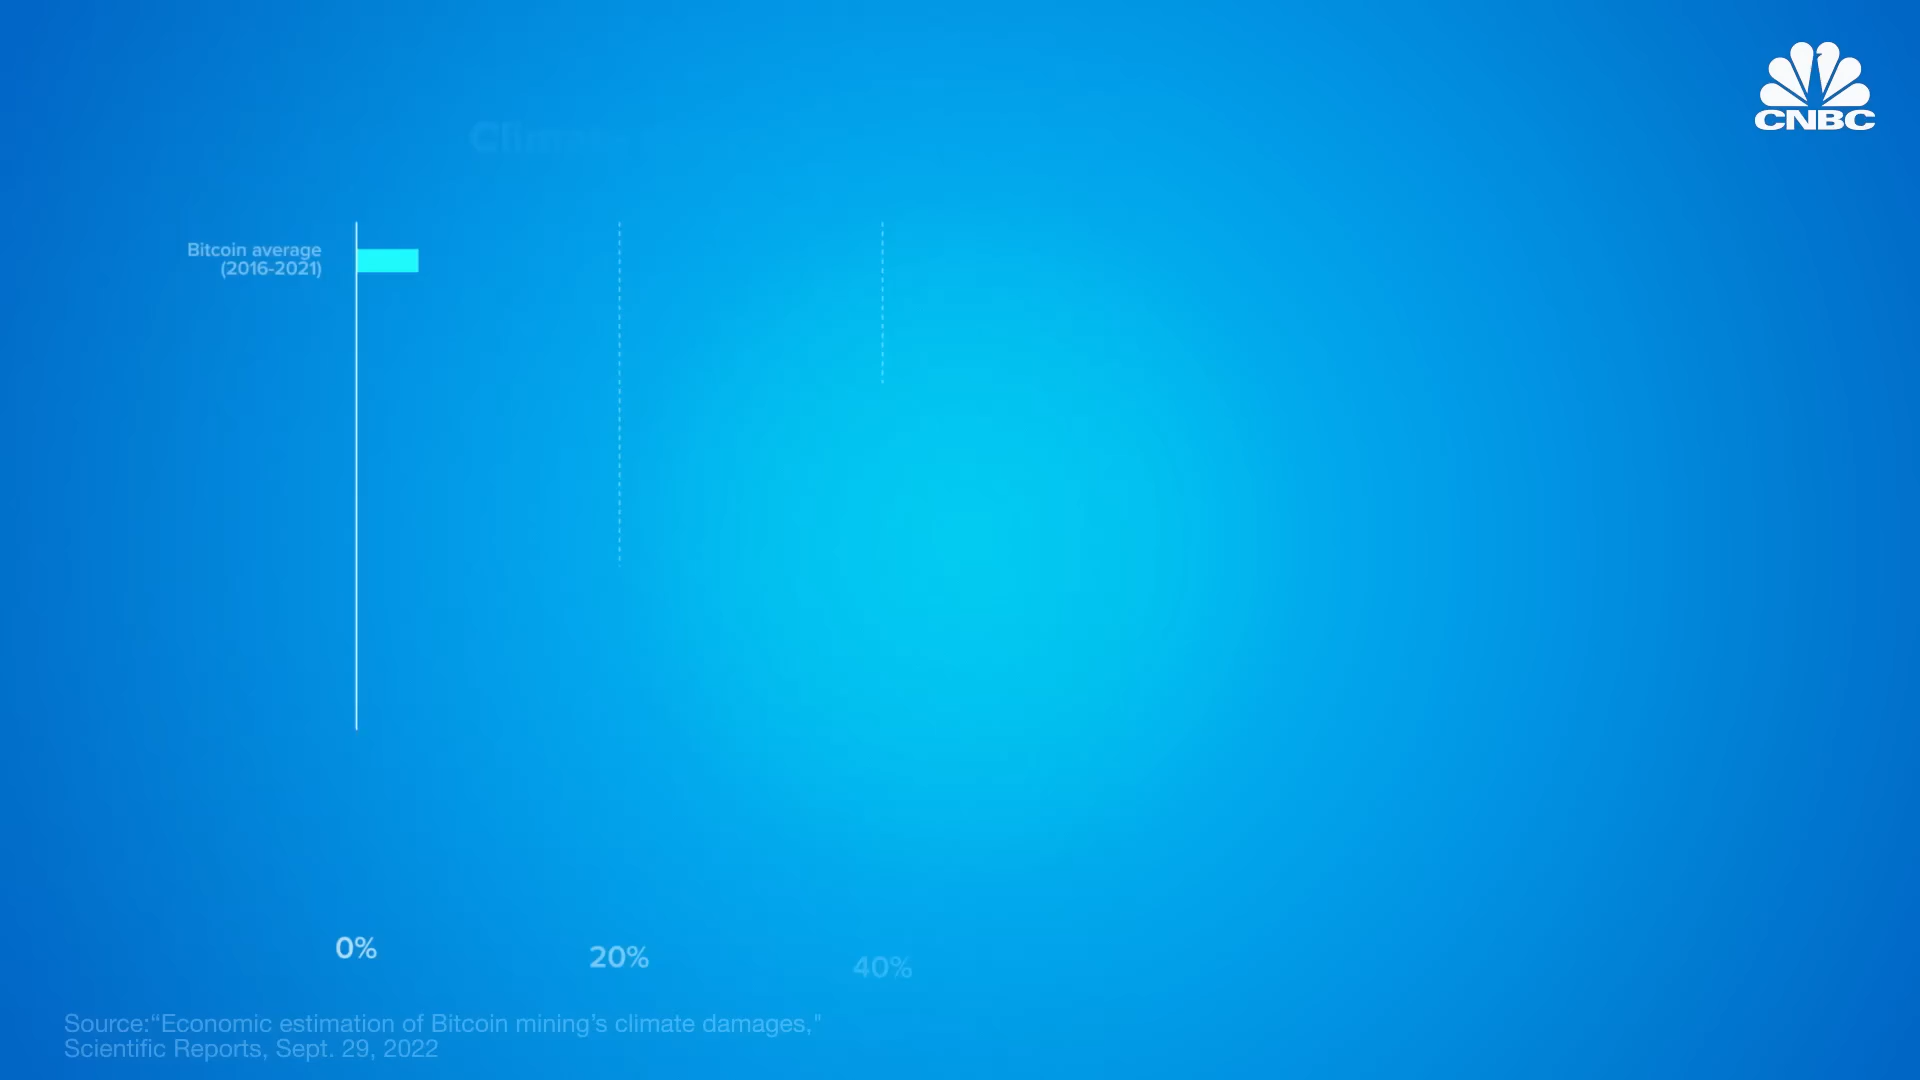 CNBC
Bitcoin average
(2016-2021)
0%
20%
40%
Source:“Economic estimation of Bitcoin mining’s climate damages,"
Scientific Reports, Sept. 29, 2022